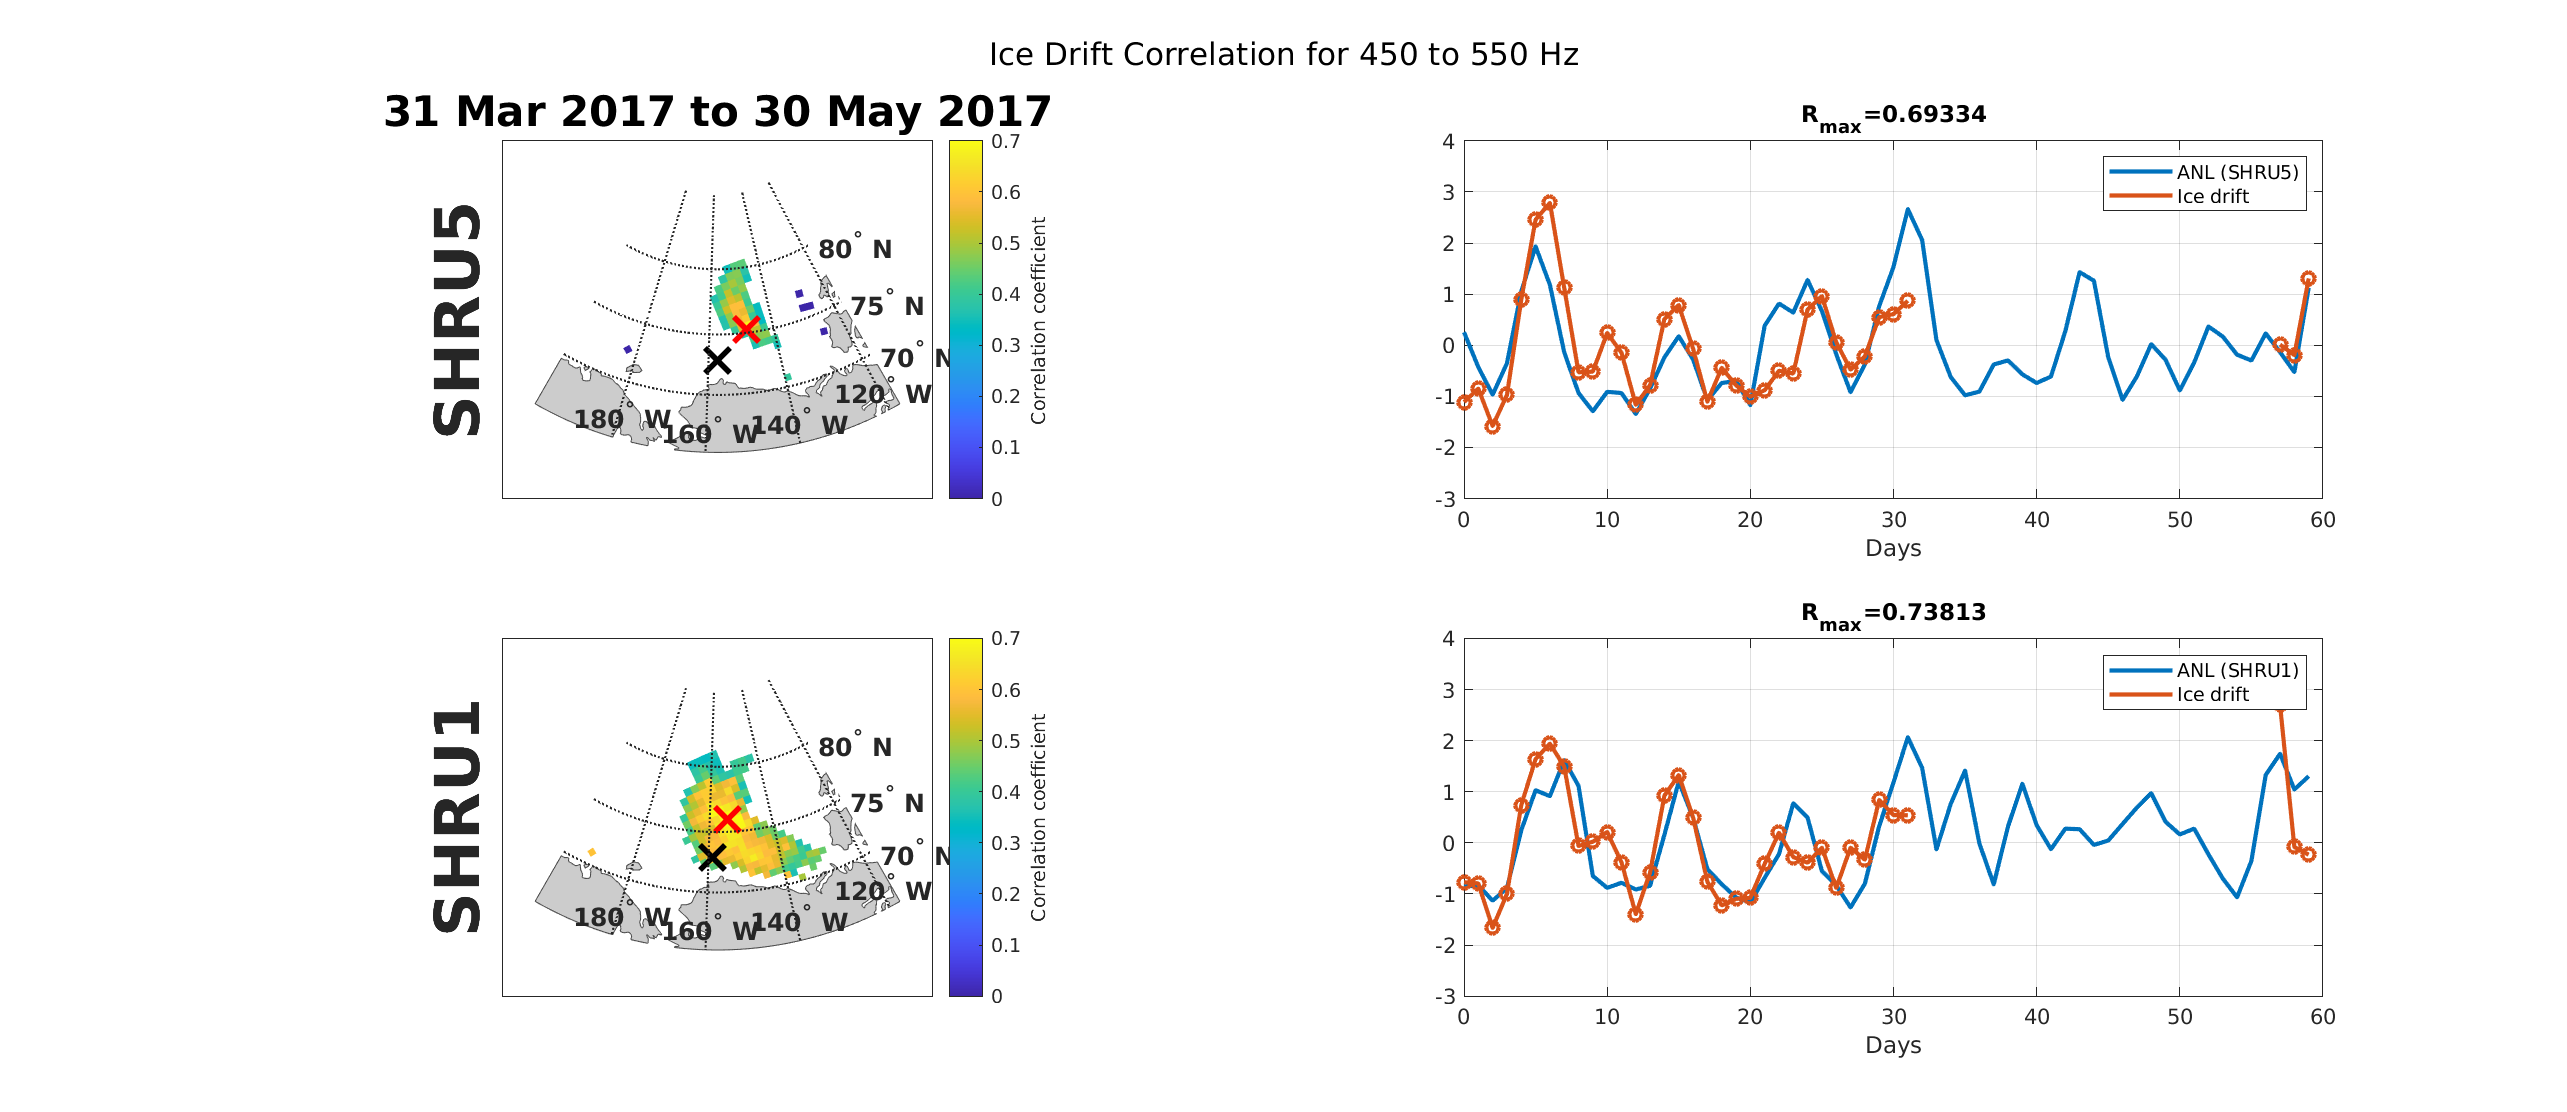 Ice Drift Correlation for 450 to 550 Hz
31 Mar 2017 to 30 May 2017
SHRU5
80° N
75° N
70° N
120° W
180° W
160° W
140° W
0.7
0.6
0.5
0.4
0.3
0.2
0.1
0
Correlation coefficient
Rmax=0.69334
4
3
2
1
0
-1
-2
-3
0 10 20 30 40 50 60
Days
ANL (SHRU5)
Ice drift
SHRU1
80° N
75° N
70° N
120° W
180° W
160° W
140° W
0.7
0.6
0.5
0.4
0.3
0.2
0.1
0
Correlation coefficient
Rmax=0.73813
4
3
2
1
0
-1
-2
-3
0 10 20 30 40 50 60
Days
ANL (SHRU1)
Ice drift